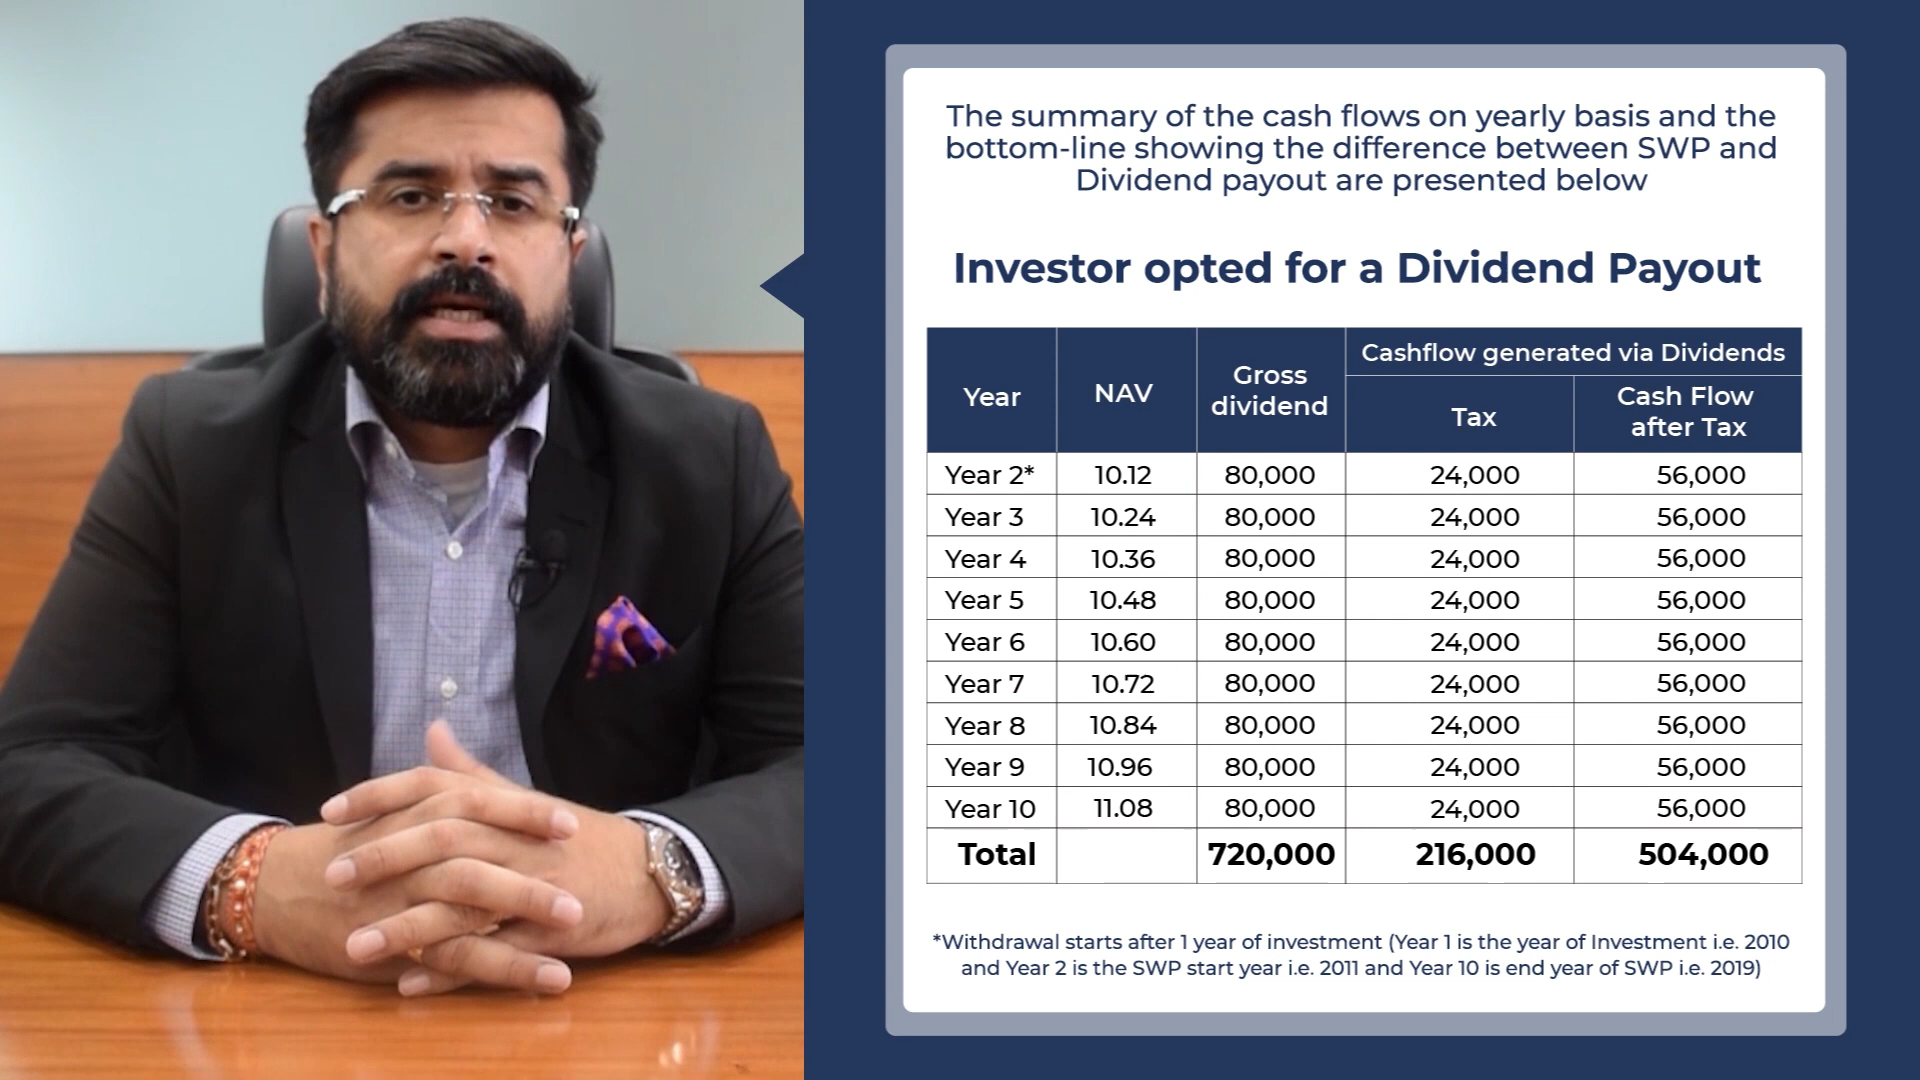 The summary of the cash flows on yearly basis and the
bottom-line showing the difference between SWP and
Dividend payout are presented below
Investor opted for a Dividend Payout
Year NAV Gross dividend Cashflow generated via Dividends
Tax Cash Flow after Tax
Year 2* 10.12 80,000 24,000 56,000
Year 3 10.24 80,000 24,000 56,000
Year 4 10.36 80,000 24,000 56,000
Year 5 10.48 80,000 24,000 56,000
Year 6 10.60 80,000 24,000 56,000
Year 7 10.72 80,000 24,000 56,000
Year 8 10.84 80,000 24,000 56,000
Year 9 10.96 80,000 24,000 56,000
Year 10 11.08 80,000 24,000 56,000
Total 720,000 216,000 504,000
*Withdrawal starts after 1 year of investment (Year 1 is the year of Investment i.e. 2010
and Year 2 is the SWP start year i.e. 2011 and Year 10 is end year of SWP i.e. 2019)